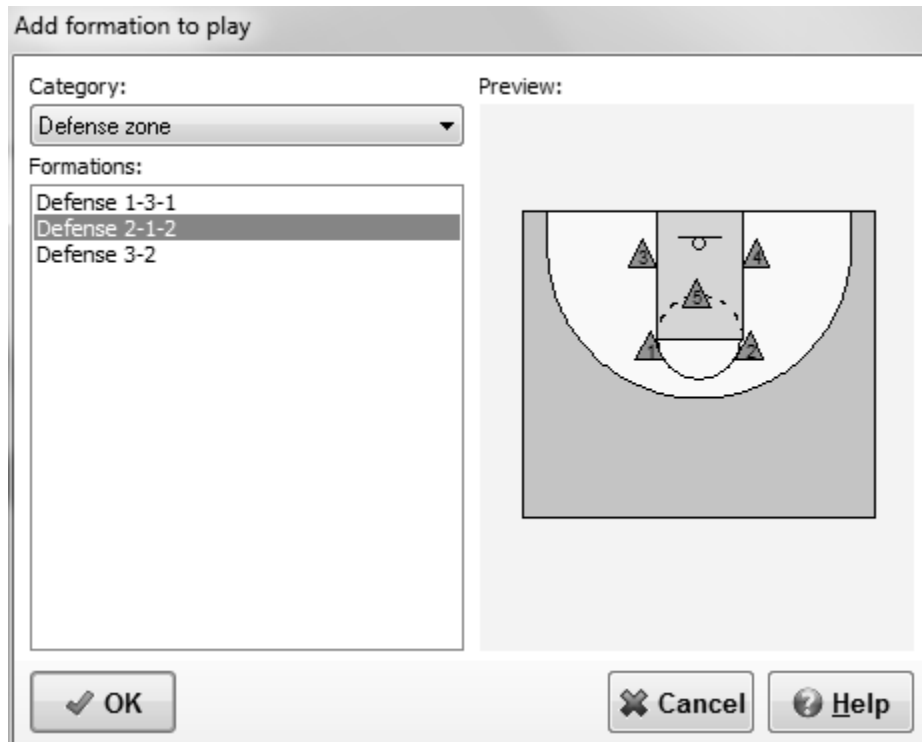 Add formation to play
Category:
Defense zone
Formations:
Defense 1-3-1
Defense 2-1-2
Defense 3-2
Preview:
3 4
5
1 2
OK
Cancel
Help